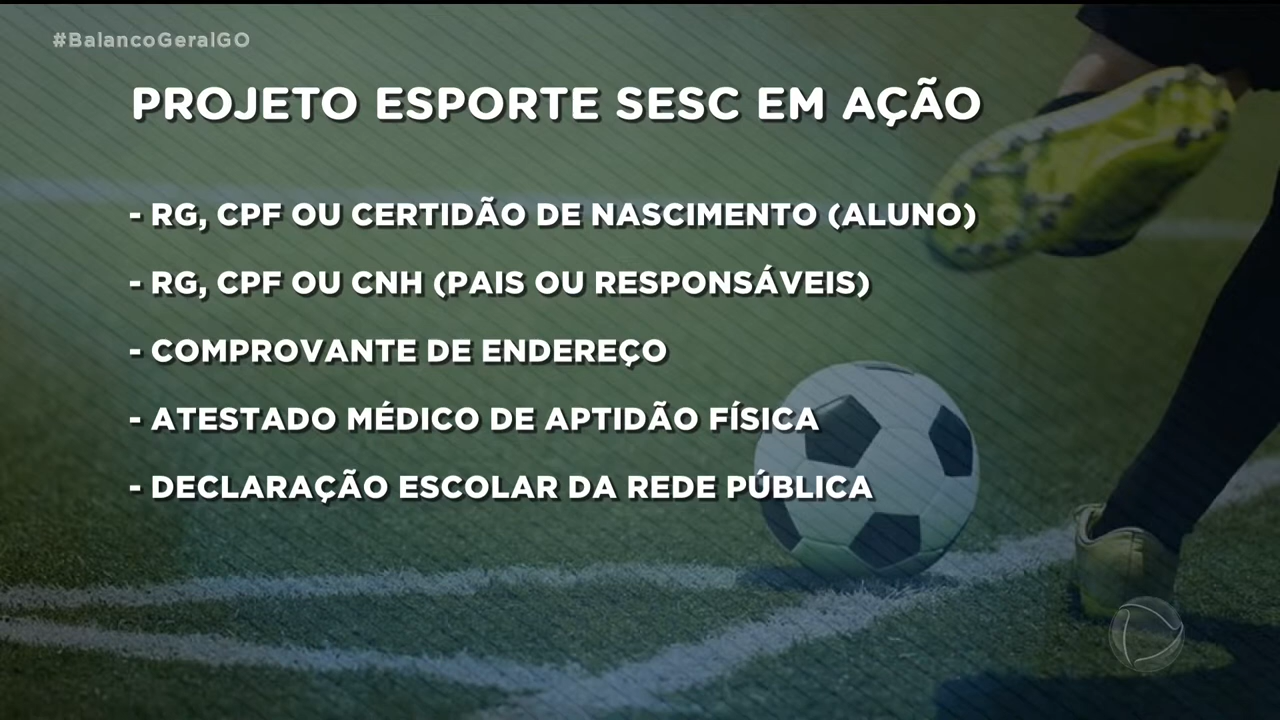 #BalancoGeralGO
PROJETO ESPORTE SESC EM AÇÃO
- RG, CPF OU CERTIDÃO DE NASCIMENTO (ALUNO)
- RG, CPF OU CNH (PAIS OU RESPONSÁVEIS)
- COMPROVANTE DE ENDEREÇO
- ATESTADO MÉDICO DE APTIDÃO FÍSICA
- DECLARAÇÃO ESCOLAR DA REDE PÚBLICA